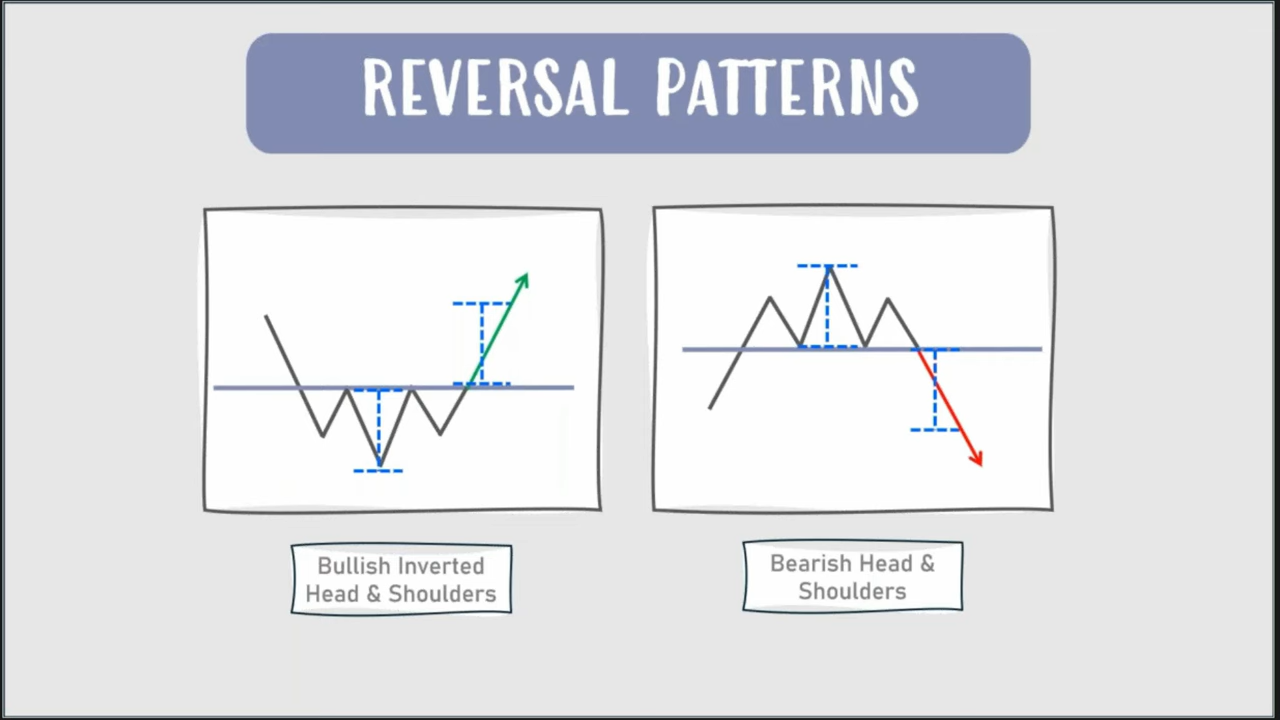 REVERSAL PATTERNS
Bullish Inverted
Head & Shoulders
Bearish Head &
Shoulders